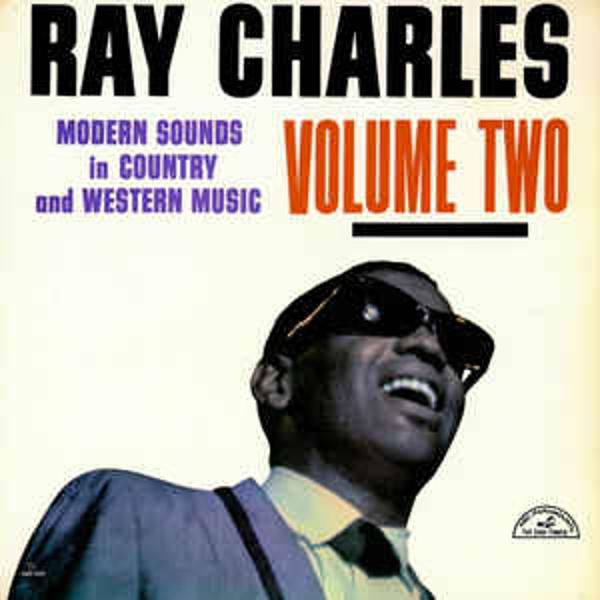 RAY CHARLES
MODERN SOUNDS
in COUNTRY
and WESTERN MUSIC
VOLUME TWO